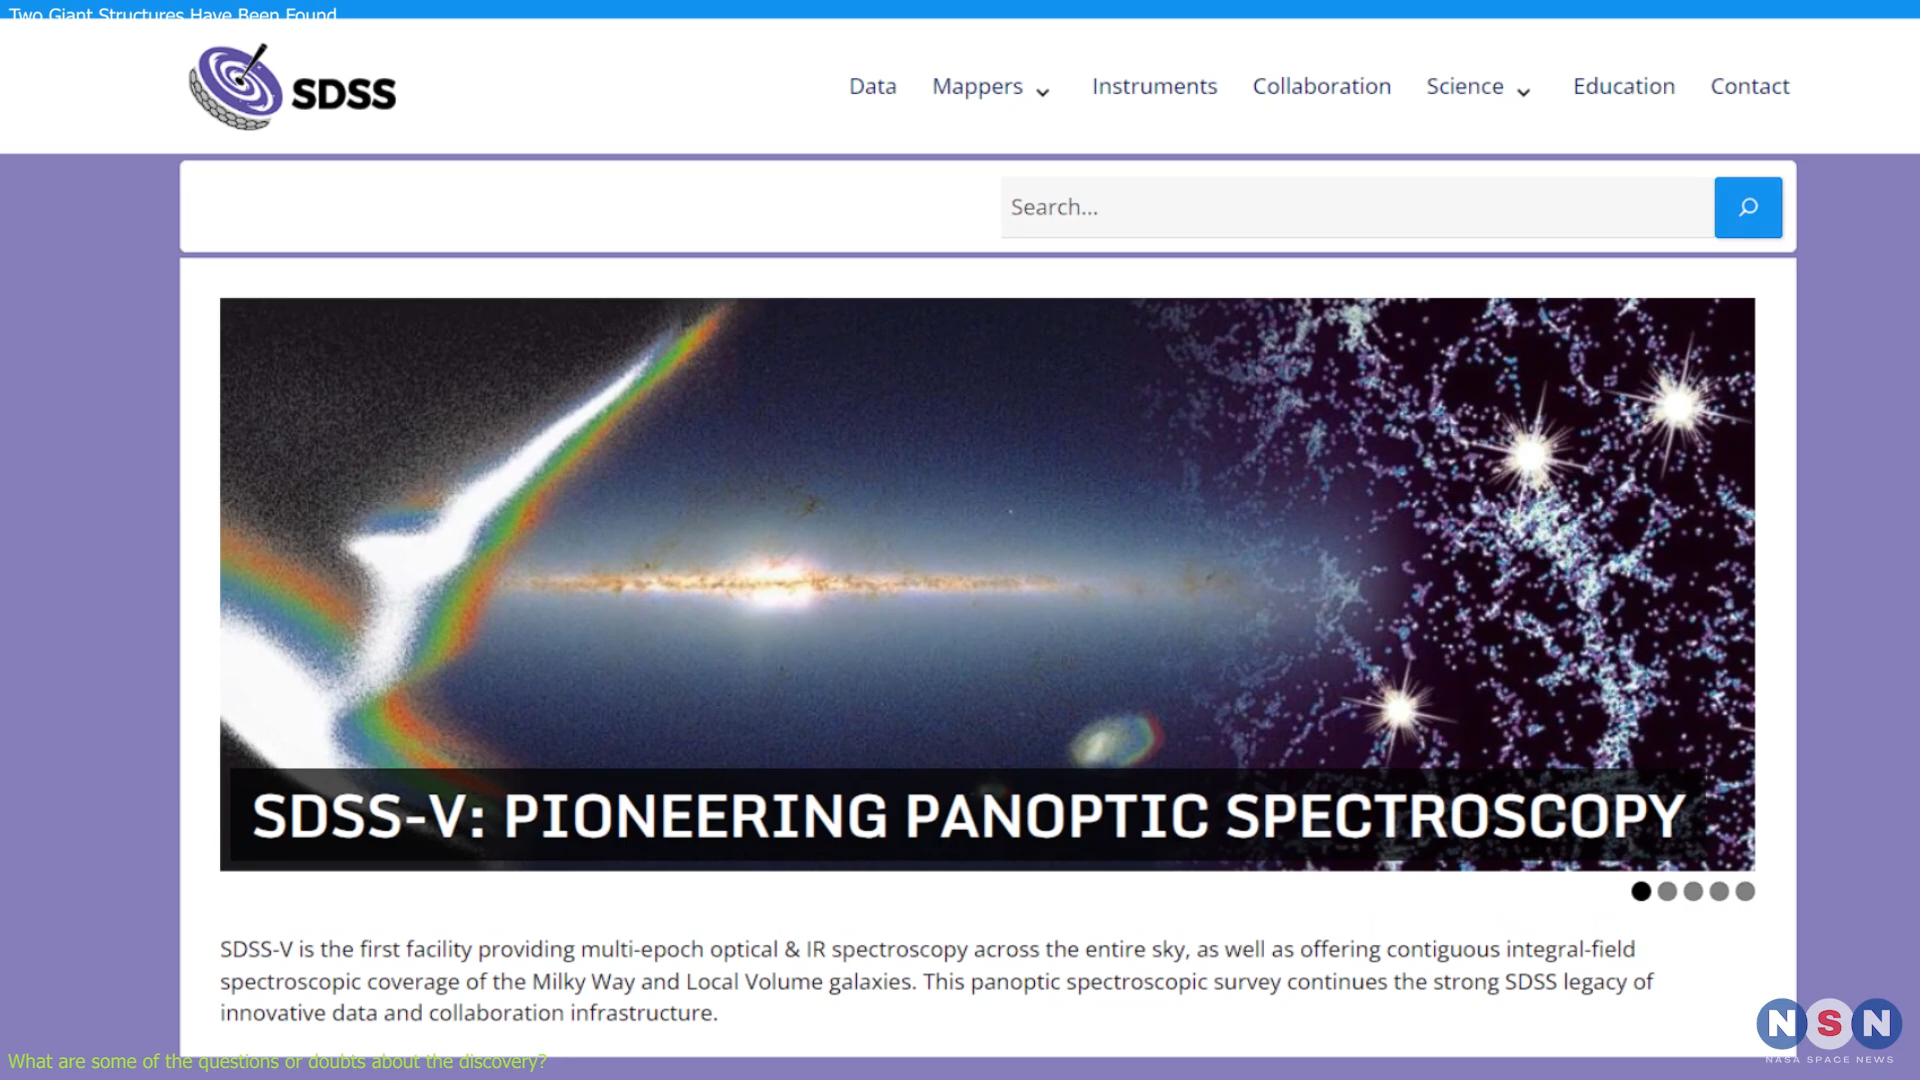 Two Giant Structures Have Been Found
SDSS
Data Mappers Instruments Collaboration Science Education Contact
Search...
SDSS-V: PIONEERING PANOPTIC SPECTROSCOPY
SDSS-V is the first facility providing multi-epoch optical & IR spectroscopy across the entire sky, as well as offering contiguous integral-field
spectroscopic coverage of the Milky Way and Local Volume galaxies. This panoptic spectroscopic survey continues the strong SDSS legacy of
innovative data and collaboration infrastructure.
What are some of the questions or doubts about the discovery?
NSN
NASA SPACE NEWS